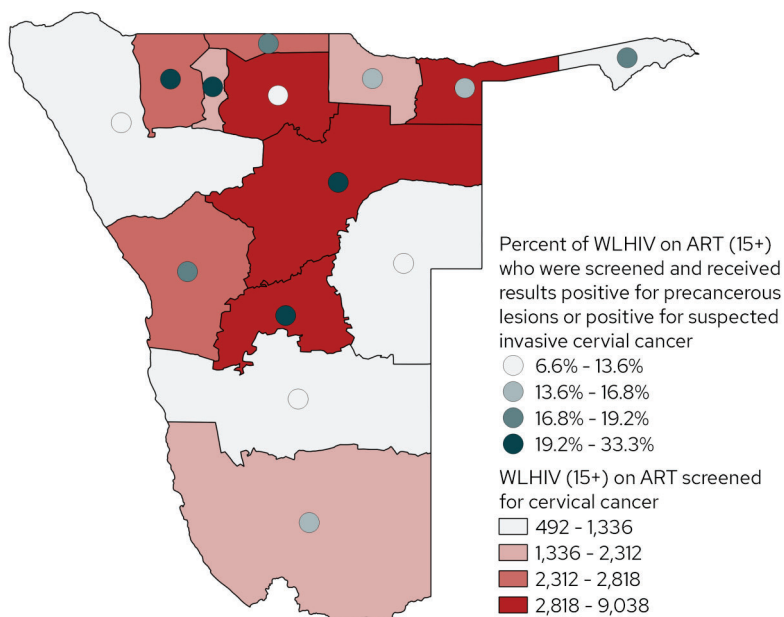 Percent of WLHIV on ART (15+)
who were screened and received
results positive for precancerous
lesions or positive for suspected
invasive cervial cancer
6.6% - 13.6%
13.6% - 16.8%
16.8% - 19.2%
19.2% - 33.3%
WLHIV (15+) on ART screened
for cervical cancer
492 - 1,336
1,336 - 2,312
2,312 - 2,818
2,818 - 9,038